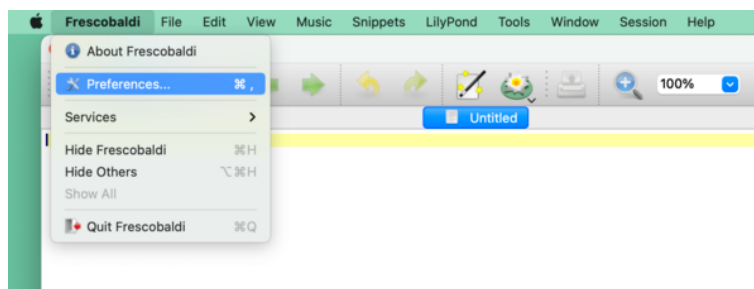 Frescobaldi File Edit View Music Snippets LilyPond Tools Window Session Help
About Frescobaldi
Preferences... ⌘ ,
100%
Services
Untitled
Hide Frescobaldi ⌘H
Hide Others ⌥⌘H
Show All
Quit Frescobaldi ⌘Q